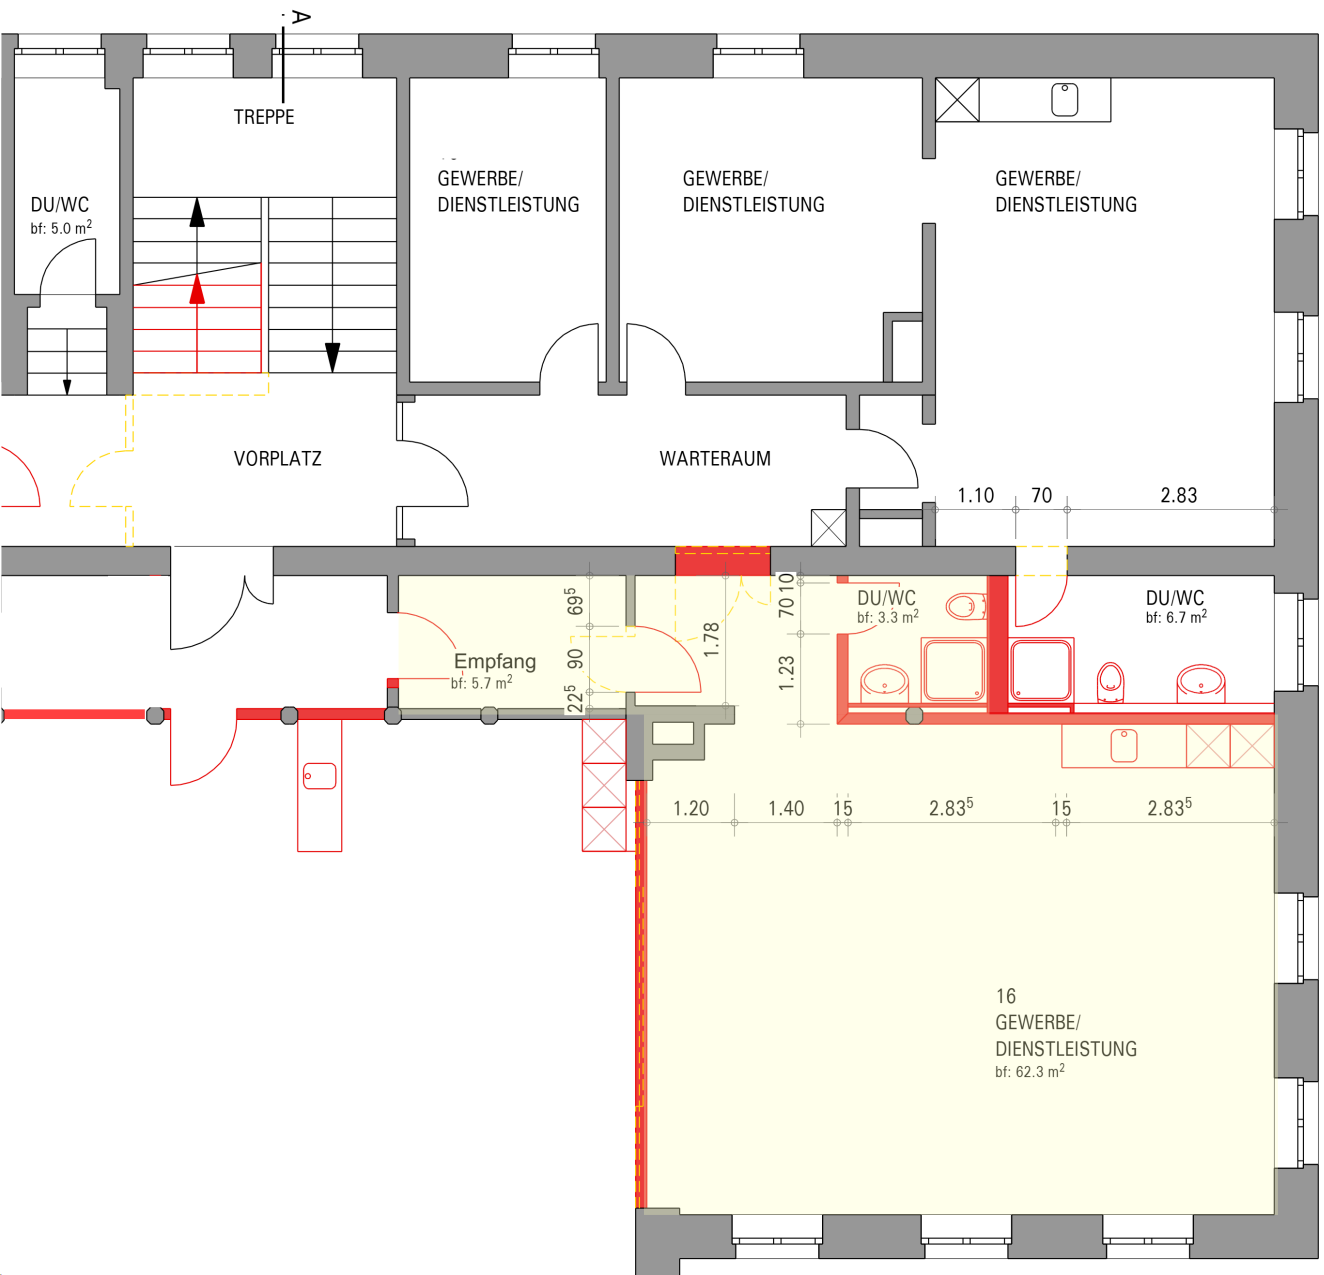 A
TREPPE
DU/WC
bf: 5.0 m²
GEWERBE/
DIENSTLEISTUNG
GEWERBE/
DIENSTLEISTUNG
GEWERBE/
DIENSTLEISTUNG
VORPLATZ
WARTERAUM
1.10
70
2.83
69⁵
90
22⁵
1.78
10
70
1.23
DU/WC
bf: 3.3 m²
DU/WC
bf: 6.7 m²
Empfang
bf: 5.7 m²
1.20
1.40
15
2.83⁵
15
2.83⁵
16
GEWERBE/
DIENSTLEISTUNG
bf: 62.3 m²